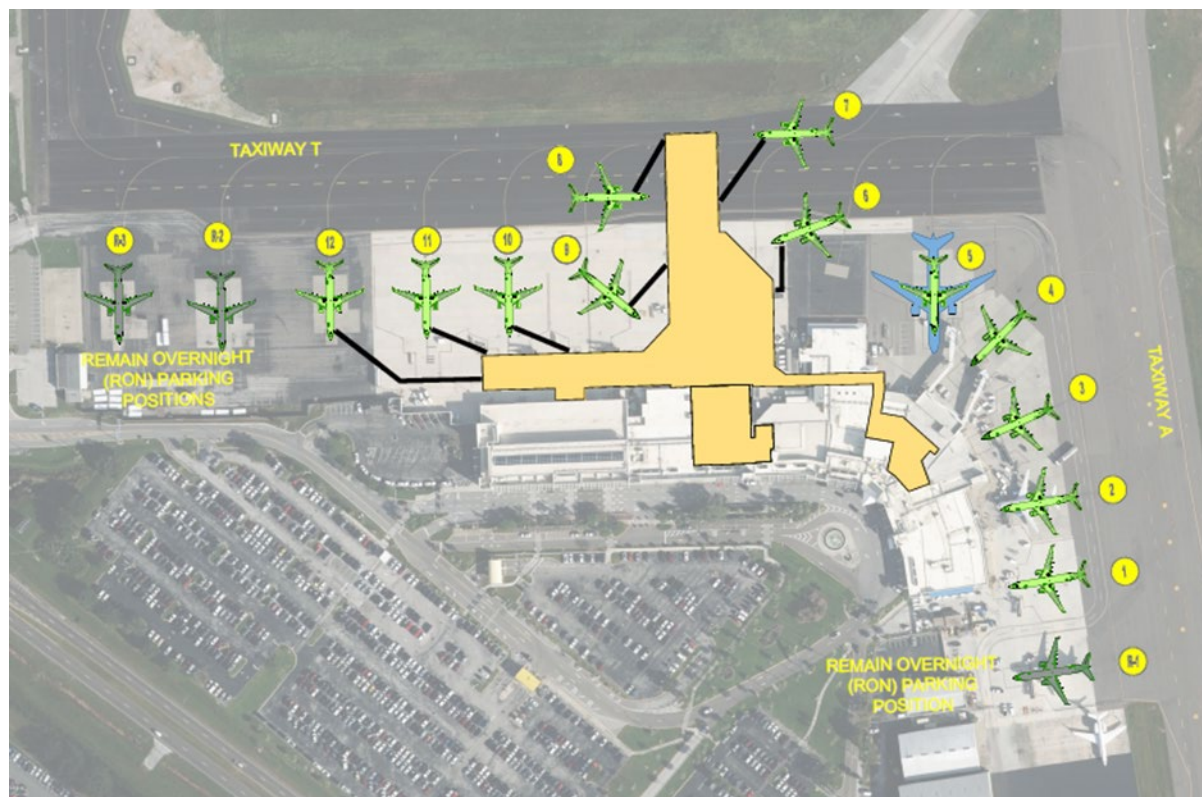 7
TAXIWAY T
8
6
R-3
R-2
12
11
10
9
5
4
REMAIN OVERNIGHT
(RON) PARKING
POSITIONS
TAXIWAY A
3
2
1
REMAIN OVERNIGHT
(RON) PARKING
POSITION
R-1